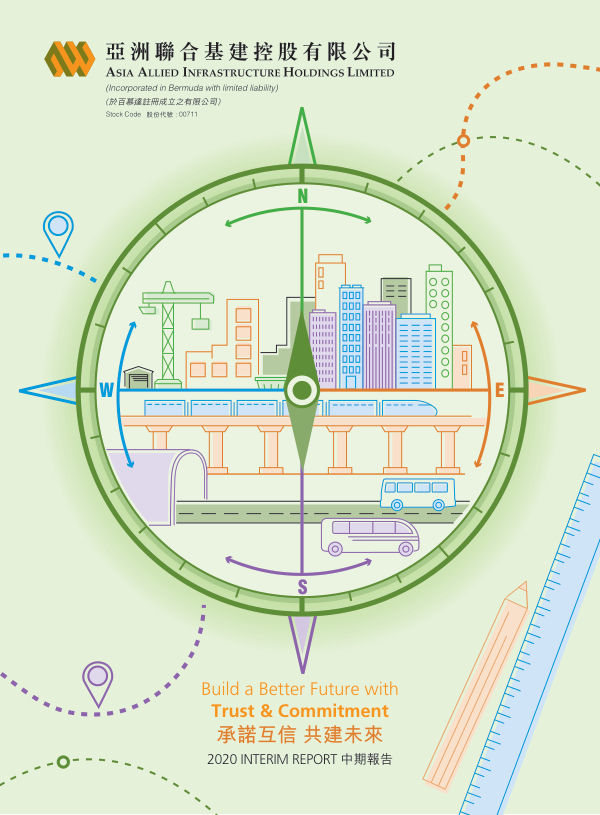 亞洲聯合基建控股有限公司
ASIA ALLIED INFRASTRUCTURE HOLDINGS LIMITED
(Incorporated in Bermuda with limited liability)
(於百慕達註冊成立之有限公司)
Stock Code 股份代號 : 00711
N
W
E
S
Build a Better Future with
Trust & Commitment
承諾互信 共建未來
2020 INTERIM REPORT 中期報告